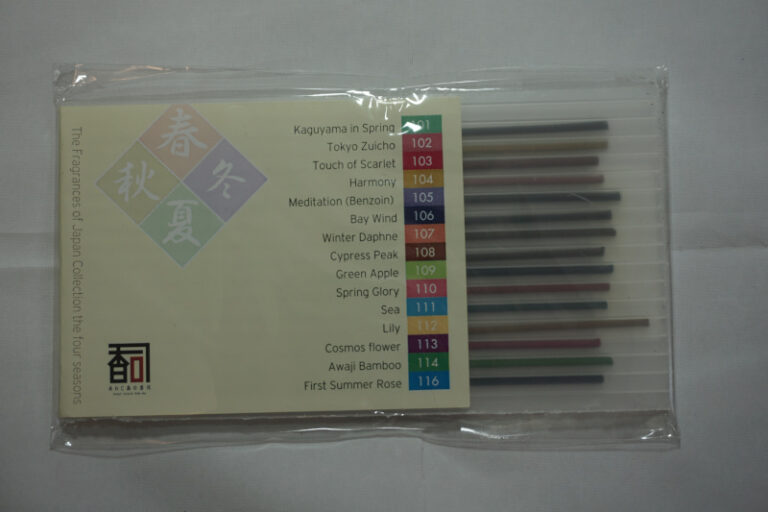 The Fragrances of Japan Collection the four seasons
春
秋 冬
夏
Kaguyama in Spring 101
Tokyo Zuicho 102
Touch of Scarlet 103
Harmony 104
Meditation (Benzoin) 105
Bay Wind 106
Winter Daphne 107
Cypress Peak 108
Green Apple 109
Spring Glory 110
Sea 111
Lily 112
Cosmos flower 113
Awaji Bamboo 114
First Summer Rose 116
香司